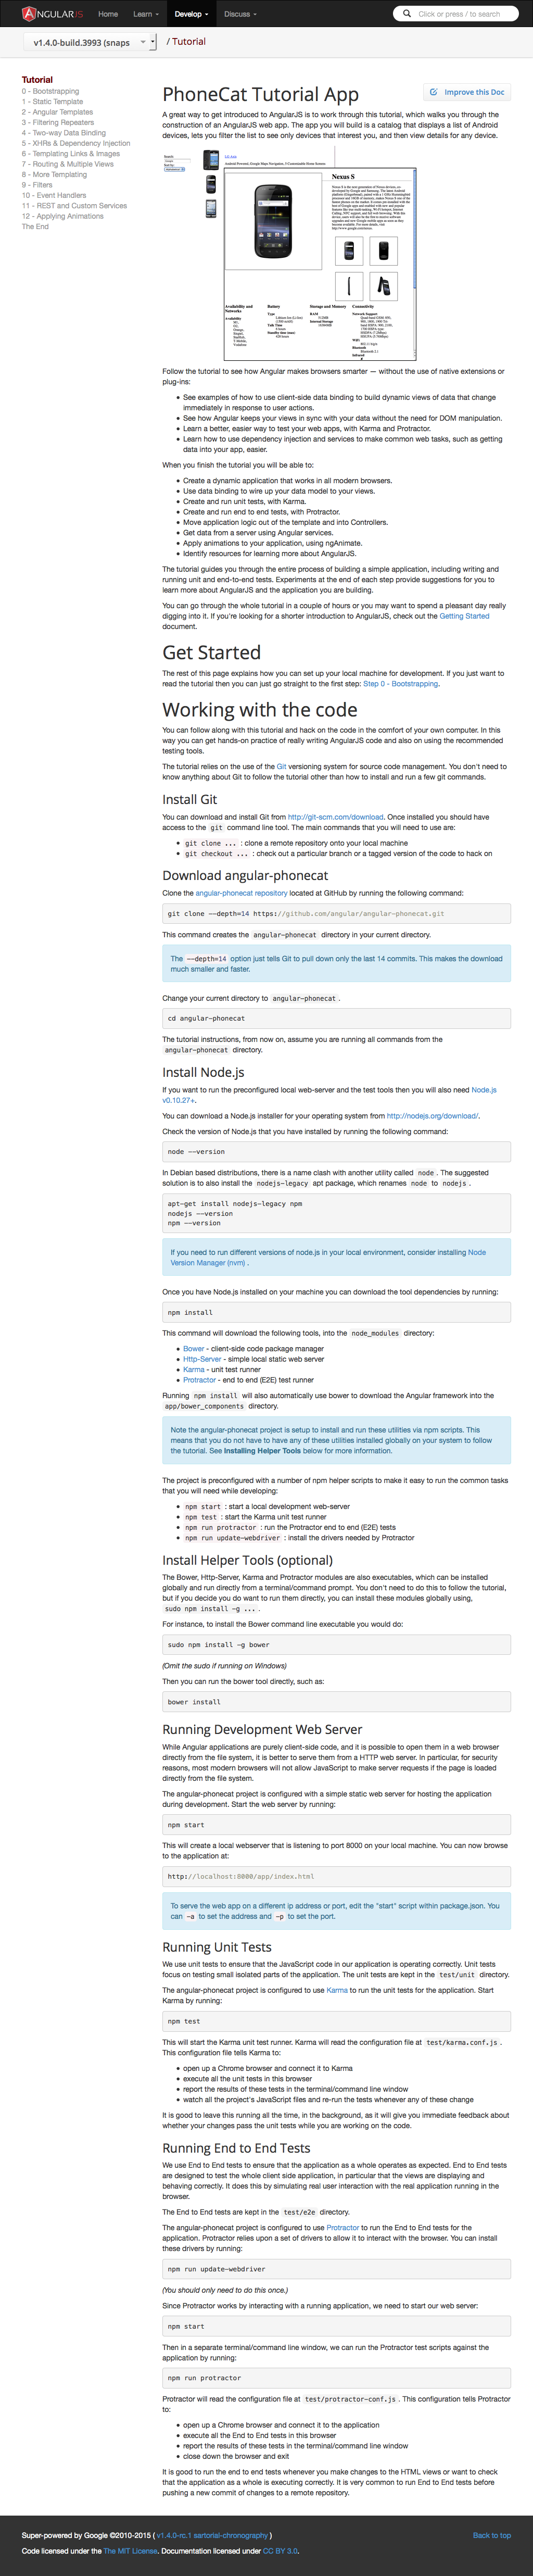 ANGULARJS Home Learn Develop Discuss Click or press / to search
v1.4.0-build.3993 (snaps / Tutorial
Tutorial
0 - Bootstrapping
1 - Static Template
2 - Angular Templates
3 - Filtering Repeaters
4 - Two-way Data Binding
5 - XHRs & Dependency Injection
6 - Templating Links & Images
7 - Routing & Multiple Views
8 - More Templating
9 - Filters
10 - Event Handlers
11 - REST and Custom Services
12 - Applying Animations
The End
PhoneCat Tutorial App
Improve this Doc
A great way to get introduced to AngularJS is to work through this tutorial, which walks you through the
construction of an AngularJS web app. The app you will build is a catalog that displays a list of Android
devices, lets you filter the list to see only devices that interest you, and then view details for any device.
Nexus S
Availability and
Networks
Battery
Storage and Memory
Connectivity
Follow the tutorial to see how Angular makes browsers smarter — without the use of native extensions or
plug-ins:
See examples of how to use client-side data binding to build dynamic views of data that change
immediately in response to user actions.
See how Angular keeps your views in sync with your data without the need for DOM manipulation.
Learn a better, easier way to test your web apps, with Karma and Protractor.
Learn how to use dependency injection and services to make common web tasks, such as getting
data into your app, easier.
When you finish the tutorial you will be able to:
Create a dynamic application that works in all modern browsers.
Use data binding to wire up your data model to your views.
Create and run unit tests, with Karma.
Create and run end to end tests, with Protractor.
Move application logic out of the template and into Controllers.
Get data from a server using Angular services.
Apply animations to your application, using ngAnimate.
Identify resources for learning more about AngularJS.
The tutorial guides you through the entire process of building a simple application, including writing and
running unit and end-to-end tests. Experiments at the end of each step provide suggestions for you to
learn more about AngularJS and the application you are building.
You can go through the whole tutorial in a couple of hours or you may want to spend a pleasant day really
digging into it. If you're looking for a shorter introduction to AngularJS, check out the Getting Started
document.
Get Started
The rest of this page explains how you can set up your local machine for development. If you just want to
read the tutorial then you can just go straight to the first step: Step 0 - Bootstrapping.
Working with the code
You can follow along with this tutorial and hack on the code in the comfort of your own computer. In this
way you can get hands-on practice of really writing AngularJS code and also on using the recommended
testing tools.
The tutorial relies on the use of the Git versioning system for source code management. You don't need to
know anything about Git to follow the tutorial other than how to install and run a few git commands.
Install Git
You can download and install Git from http://git-scm.com/download. Once installed you should have
access to the git command line tool. The main commands that you will need to use are:
git clone ... : clone a remote repository onto your local machine
git checkout ... : check out a particular branch or a tagged version of the code to hack on
Download angular-phonecat
Clone the angular-phonecat repository located at GitHub by running the following command:
git clone --depth=14 https://github.com/angular/angular-phonecat.git
This command creates the angular-phonecat directory in your current directory.
The --depth=14 option just tells Git to pull down only the last 14 commits. This makes the download
much smaller and faster.
Change your current directory to angular-phonecat.
cd angular-phonecat
The tutorial instructions, from now on, assume you are running all commands from the
angular-phonecat directory.
Install Node.js
If you want to run the preconfigured local web-server and the test tools then you will also need Node.js
v0.10.27+.
You can download a Node.js installer for your operating system from http://nodejs.org/download/.
Check the version of Node.js that you have installed by running the following command:
node --version
In Debian based distributions, there is a name clash with another utility called node. The suggested
solution is to also install the nodejs-legacy apt package, which renames node to nodejs.
apt-get install nodejs-legacy npm
nodejs --version
npm --version
If you need to run different versions of node.js in your local environment, consider installing Node
Version Manager (nvm) .
Once you have Node.js installed on your machine you can download the tool dependencies by running:
npm install
This command will download the following tools, into the node_modules directory:
Bower - client-side code package manager
Http-Server - simple local static web server
Karma - unit test runner
Protractor - end to end (E2E) test runner
Running npm install will also automatically use bower to download the Angular framework into the
app/bower_components directory.
Note the angular-phonecat project is setup to install and run these utilities via npm scripts. This
means that you do not have to have any of these utilities installed globally on your system to follow
the tutorial. See Installing Helper Tools below for more information.
The project is preconfigured with a number of npm helper scripts to make it easy to run the common tasks
that you will need while developing:
npm start : start a local development web-server
npm test : start the Karma unit test runner
npm run protractor : run the Protractor end to end (E2E) tests
npm run update-webdriver : install the drivers needed by Protractor
Install Helper Tools (optional)
The Bower, Http-Server, Karma and Protractor modules are also executables, which can be installed
globally and run directly from a terminal/command prompt. You don't need to do this to follow the tutorial,
but if you decide you do want to run them directly, you can install these modules globally using,
sudo npm install -g ... .
For instance, to install the Bower command line executable you would do:
sudo npm install -g bower
(Omit the sudo if running on Windows)
Then you can run the bower tool directly, such as:
bower install
Running Development Web Server
While Angular applications are purely client-side code, and it is possible to open them in a web browser
directly from the file system, it is better to serve them from a HTTP web server. In particular, for security
reasons, most modern browsers will not allow JavaScript to make server requests if the page is loaded
directly from the file system.
The angular-phonecat project is configured with a simple static web server for hosting the application
during development. Start the web server by running:
npm start
This will create a local webserver that is listening to port 8000 on your local machine. You can now browse
to the application at:
http://localhost:8000/app/index.html
To serve the web app on a different ip address or port, edit the "start" script within package.json. You
can -a to set the address and -p to set the port.
Running Unit Tests
We use unit tests to ensure that the JavaScript code in our application is operating correctly. Unit tests
focus on testing small isolated parts of the application. The unit tests are kept in the test/unit directory.
The angular-phonecat project is configured to use Karma to run the unit tests for the application. Start
Karma by running:
npm test
This will start the Karma unit test runner. Karma will read the configuration file at test/karma.conf.js.
This configuration file tells Karma to:
open up a Chrome browser and connect it to Karma
execute all the unit tests in this browser
report the results of these tests in the terminal/command line window
watch all the project's JavaScript files and re-run the tests whenever any of these change
It is good to leave this running all the time, in the background, as it will give you immediate feedback about
whether your changes pass the unit tests while you are working on the code.
Running End to End Tests
We use End to End tests to ensure that the application as a whole operates as expected. End to End tests
are designed to test the whole client side application, in particular that the views are displaying and
behaving correctly. It does this by simulating real user interaction with the real application running in the
browser.
The End to End tests are kept in the test/e2e directory.
The angular-phonecat project is configured to use Protractor to run the End to End tests for the
application. Protractor relies upon a set of drivers to allow it to interact with the browser. You can install
these drivers by running:
npm run update-webdriver
(You should only need to do this once.)
Since Protractor works by interacting with a running application, we need to start our web server:
npm start
Then in a separate terminal/command line window, we can run the Protractor test scripts against the
application by running:
npm run protractor
Protractor will read the configuration file at test/protractor-conf.js. This configuration tells Protractor
to:
open up a Chrome browser and connect it to the application
execute all the End to End tests in this browser
report the results of these tests in the terminal/command line window
close down the browser and exit
It is good to run the end to end tests whenever you make changes to the HTML views or want to check
that the application as a whole is executing correctly. It is very common to run End to End tests before
pushing a new commit of changes to a remote repository.
Super-powered by Google ©2010-2015 ( v1.4.0-rc.1 sartorial-chronography ) Back to top
Code licensed under the The MIT License. Documentation licensed under CC BY 3.0.